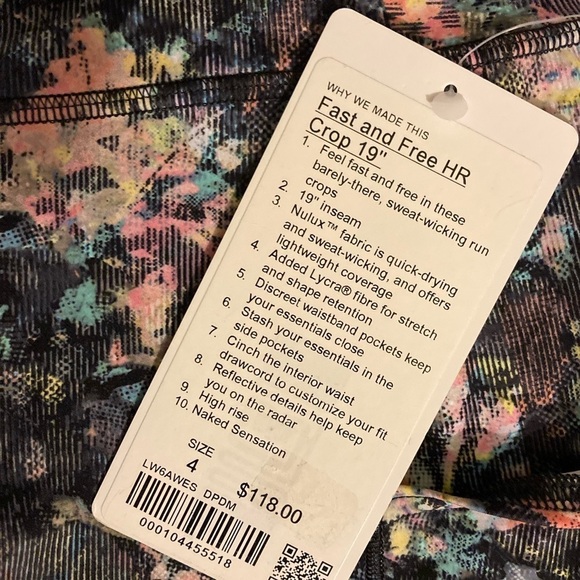 WHY WE MADE THIS
Fast and Free HR
Crop 19"
1. Feel fast and free in these
barely-there, sweat-wicking run
crops
2. 19" inseam
3. Nulux™ fabric is quick-drying
and sweat-wicking, and offers
lightweight coverage
4. Added Lycra® fibre for stretch
and shape retention
5. Discreet waistband pockets keep
your essentials close
6. Stash your essentials in the
side pockets
7. Cinch the interior waist
drawcord to customize your fit
8. Reflective details help keep
you on the radar
9. High rise
10. Naked Sensation
SIZE
4
$118.00
LW6AWES DPDM
000104455518